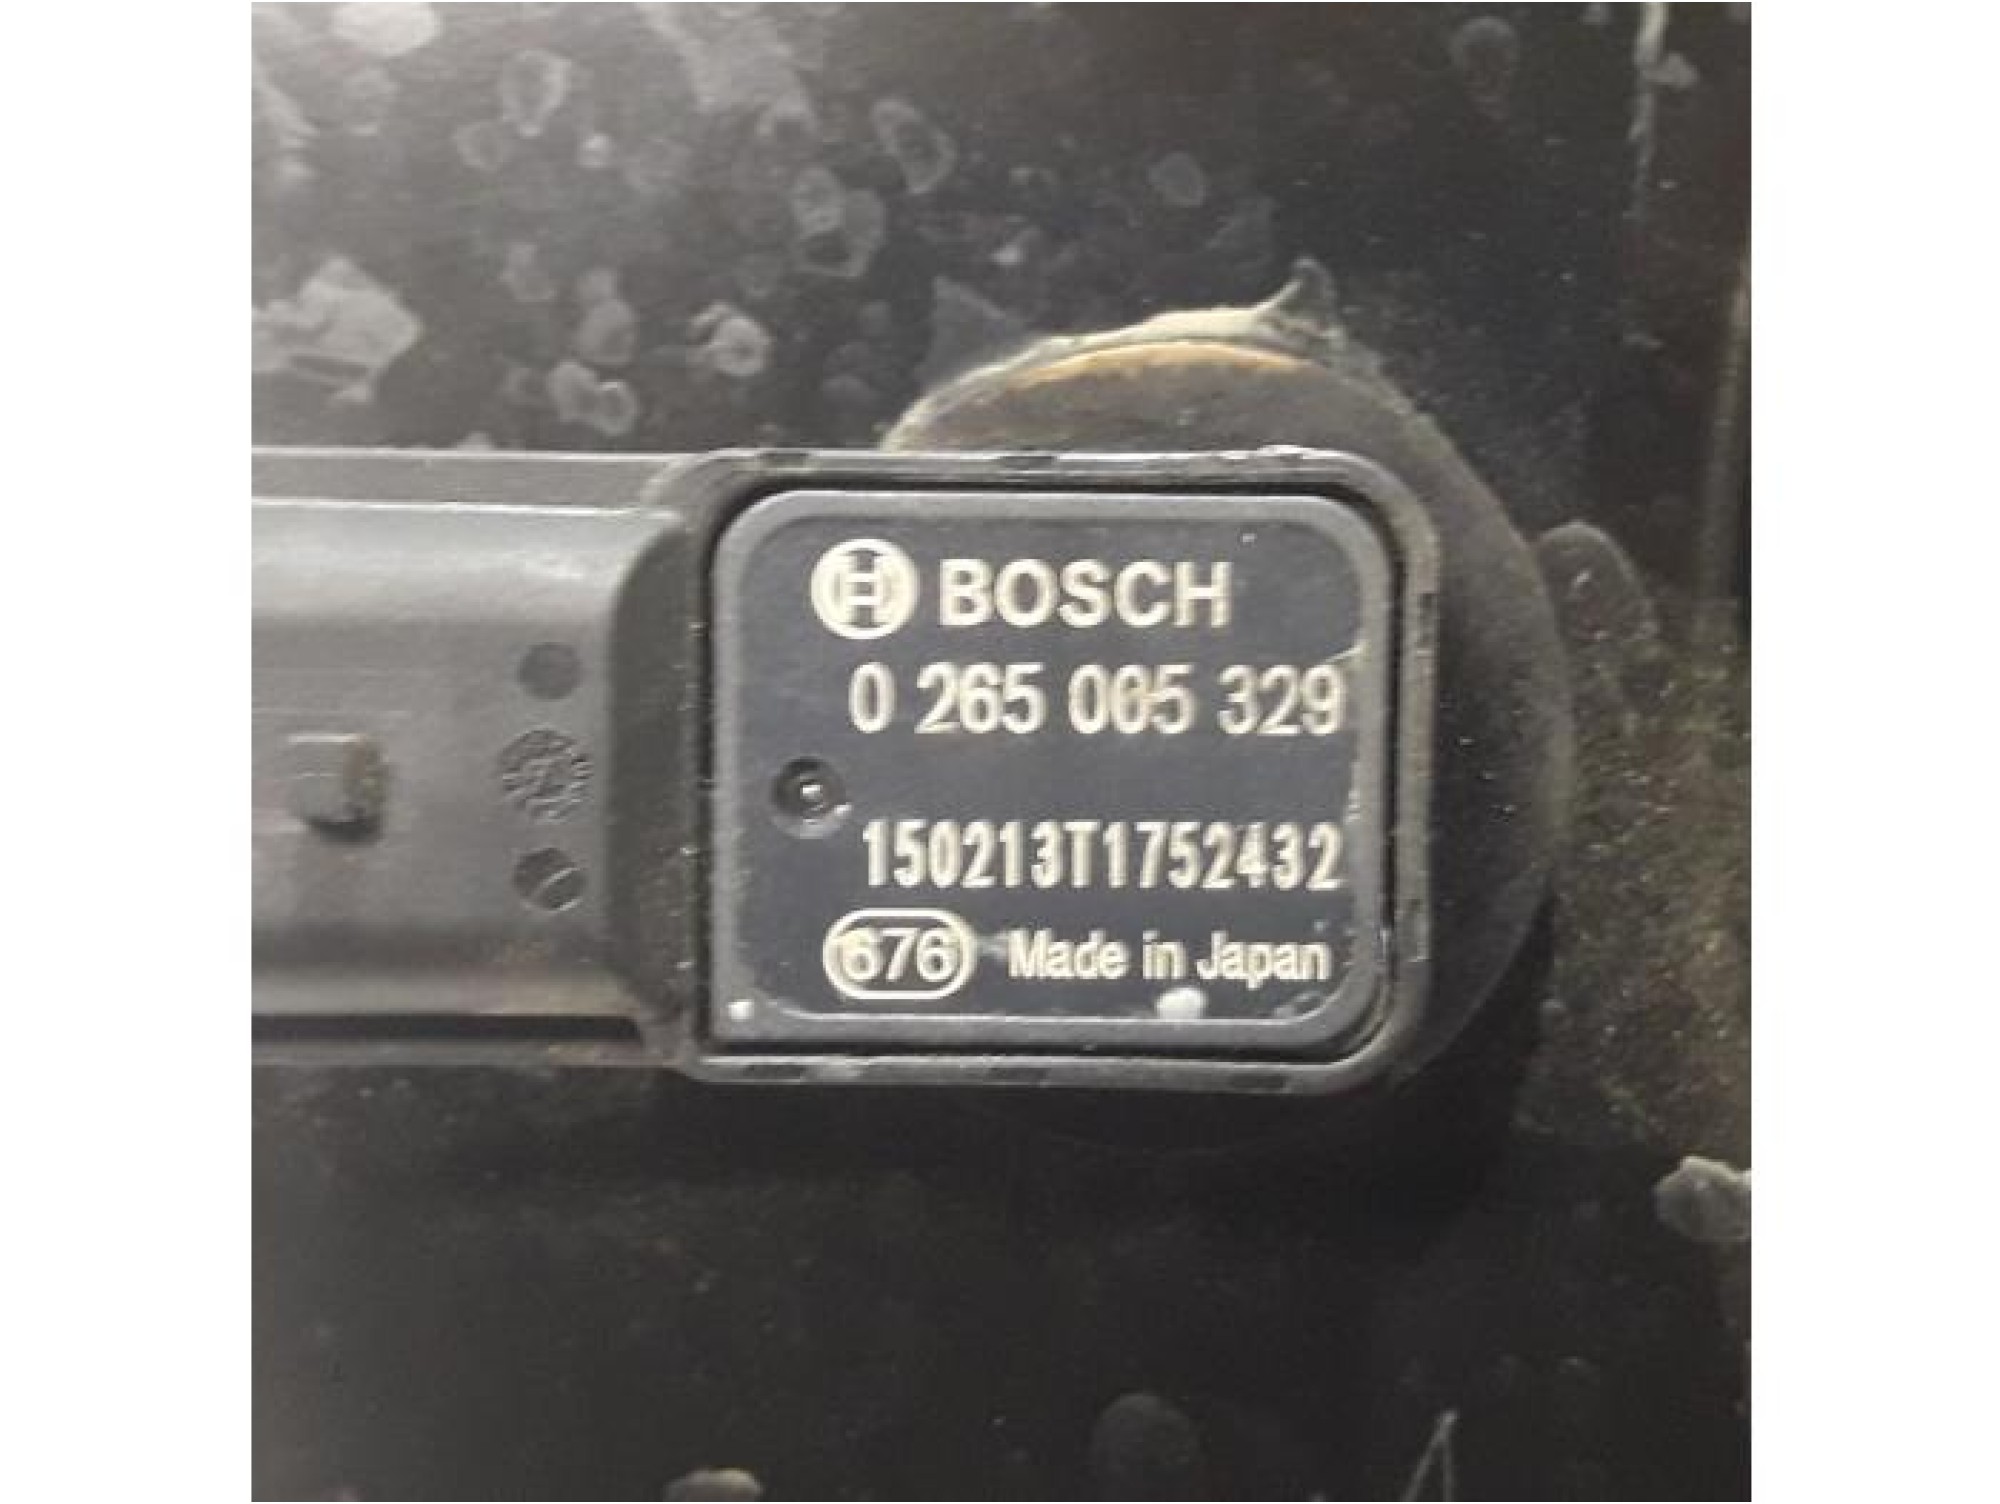 BOSCH
0 265 005 329
150213T1752432
676 Made in Japan